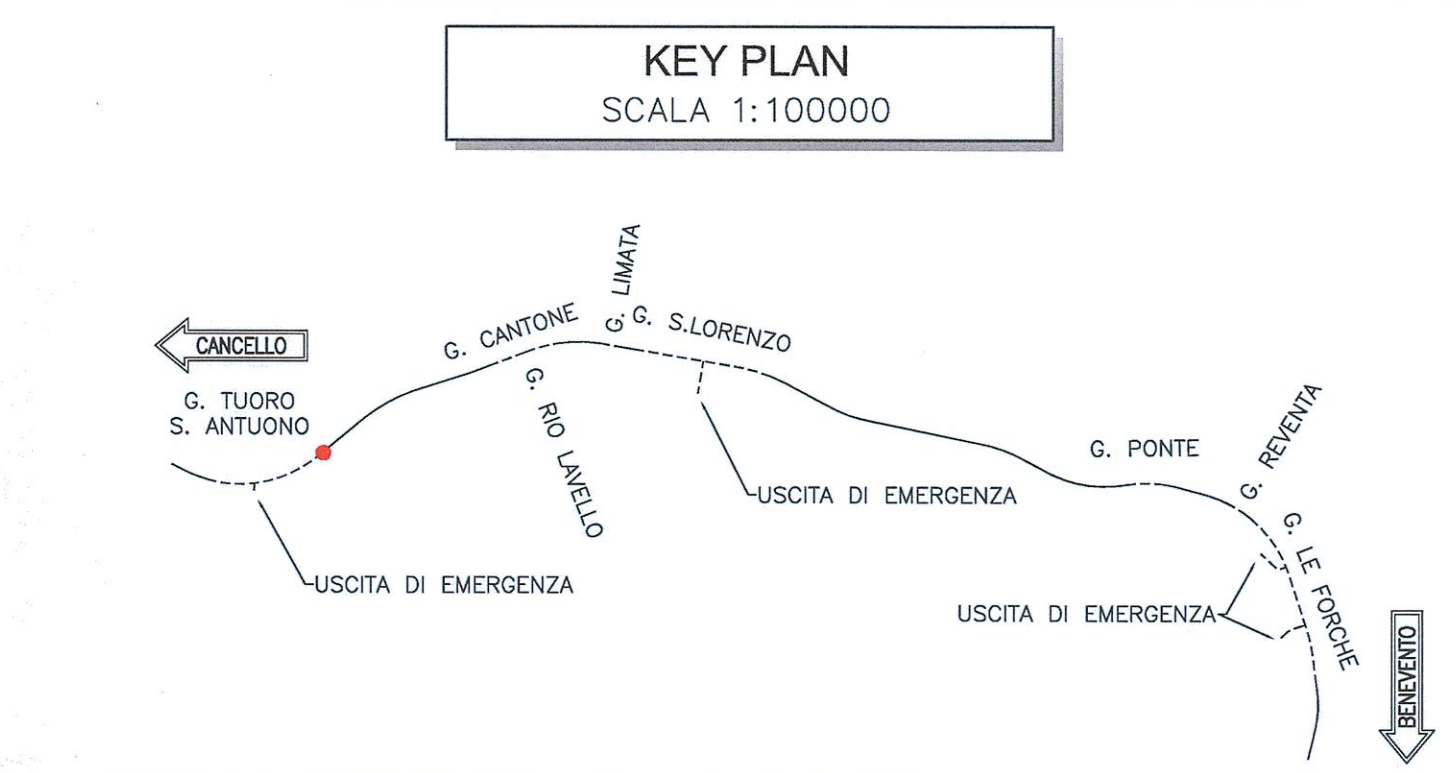 KEY PLAN
SCALA 1:100000
G. LIMATA
G. CANTONE
G. S.LORENZO
CANCELLO
G. TUORO
S. ANTUONO
G. RIO LAVELLO
G. PONTE
G. REVENTA
USCITA DI EMERGENZA
G. LE FORCHE
USCITA DI EMERGENZA
USCITA DI EMERGENZA
BENEVENTO